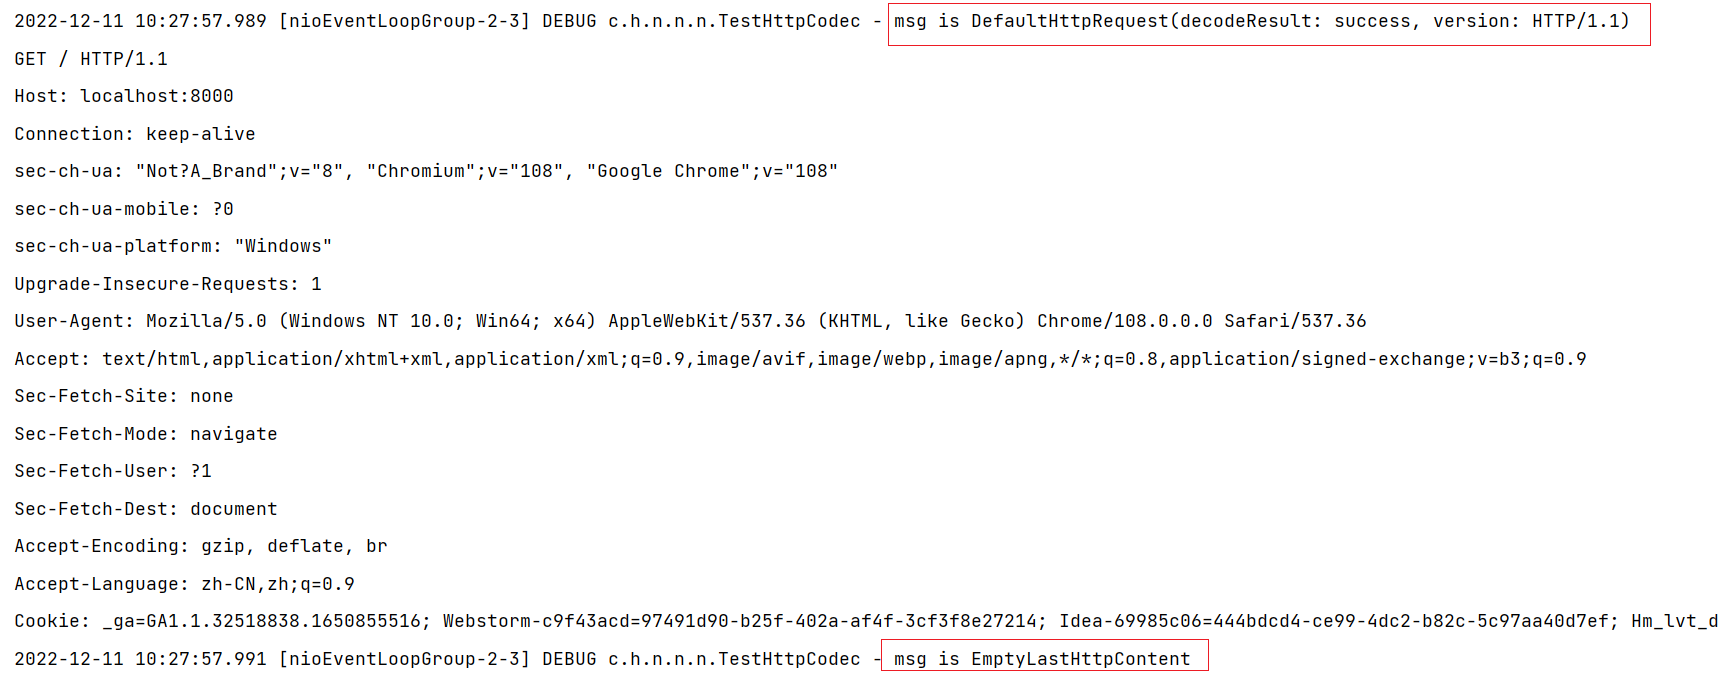 2022-12-11 10:27:57.989 [nioEventLoopGroup-2-3] DEBUG c.h.n.n.n.TestHttpCodec - msg is DefaultHttpRequest(decodeResult: success, version: HTTP/1.1)
GET / HTTP/1.1
Host: localhost:8000
Connection: keep-alive
sec-ch-ua: "Not?A_Brand";v="8", "Chromium";v="108", "Google Chrome";v="108"
sec-ch-ua-mobile: ?0
sec-ch-ua-platform: "Windows"
Upgrade-Insecure-Requests: 1
User-Agent: Mozilla/5.0 (Windows NT 10.0; Win64; x64) AppleWebKit/537.36 (KHTML, like Gecko) Chrome/108.0.0.0 Safari/537.36
Accept: text/html,application/xhtml+xml,application/xml;q=0.9,image/avif,image/webp,image/apng,*/*;q=0.8,application/signed-exchange;v=b3;q=0.9
Sec-Fetch-Site: none
Sec-Fetch-Mode: navigate
Sec-Fetch-User: ?1
Sec-Fetch-Dest: document
Accept-Encoding: gzip, deflate, br
Accept-Language: zh-CN,zh;q=0.9
Cookie: _ga=GA1.1.32518838.1650855516; Webstorm-c9f43acd=97491d90-b25f-402a-af4f-3cf3f8e27214; Idea-69985c06=444bdcd4-ce99-4dc2-b82c-5c97aa40d7ef; Hm_lvt_d
2022-12-11 10:27:57.991 [nioEventLoopGroup-2-3] DEBUG c.h.n.n.n.TestHttpCodec - msg is EmptyLastHttpContent